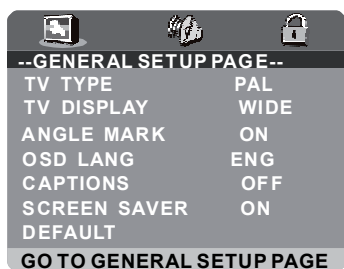 --GENERAL SETUP PAGE--
TV TYPE PAL
TV DISPLAY WIDE
ANGLE MARK ON
OSD LANG ENG
CAPTIONS OFF
SCREEN SAVER ON
DEFAULT
GO TO GENERAL SETUP PAGE